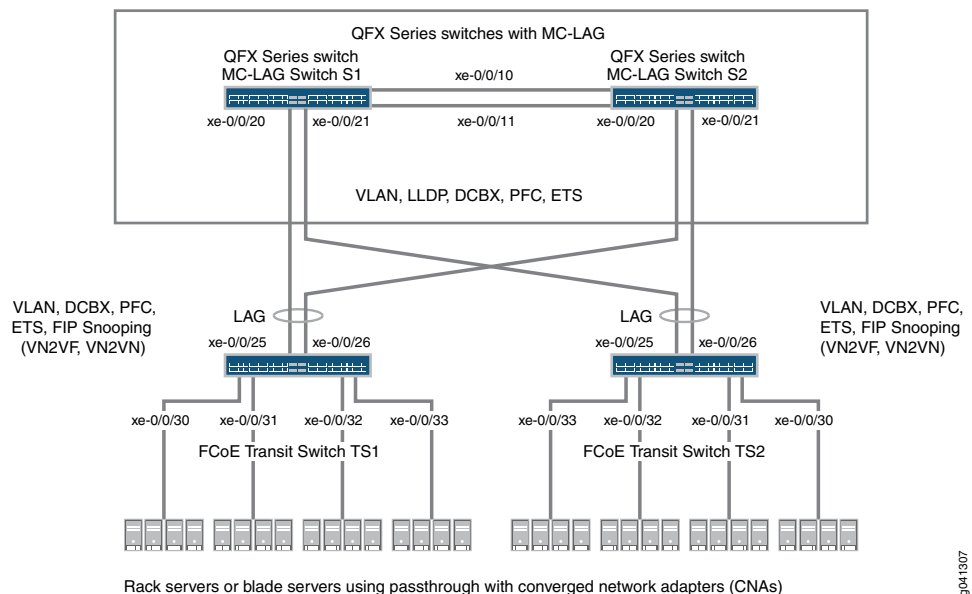 QFX Series switches with MC-LAG
QFX Series switch
MC-LAG Switch S1
QFX Series switch
MC-LAG Switch S2
xe-0/0/10
xe-0/0/20
xe-0/0/21
xe-0/0/11
xe-0/0/20
xe-0/0/21
VLAN, LLDP, DCBX, PFC, ETS
VLAN, DCBX, PFC,
ETS, FIP Snooping
(VN2VF, VN2VN)
LAG
LAG
VLAN, DCBX, PFC,
ETS, FIP Snooping
(VN2VF, VN2VN)
xe-0/0/25
xe-0/0/26
xe-0/0/25
xe-0/0/26
xe-0/0/30
xe-0/0/31
xe-0/0/32
xe-0/0/33
xe-0/0/33
xe-0/0/32
xe-0/0/31
xe-0/0/30
FCoE Transit Switch TS1
FCoE Transit Switch TS2
Rack servers or blade servers using passthrough with converged network adapters (CNAs)
g041307